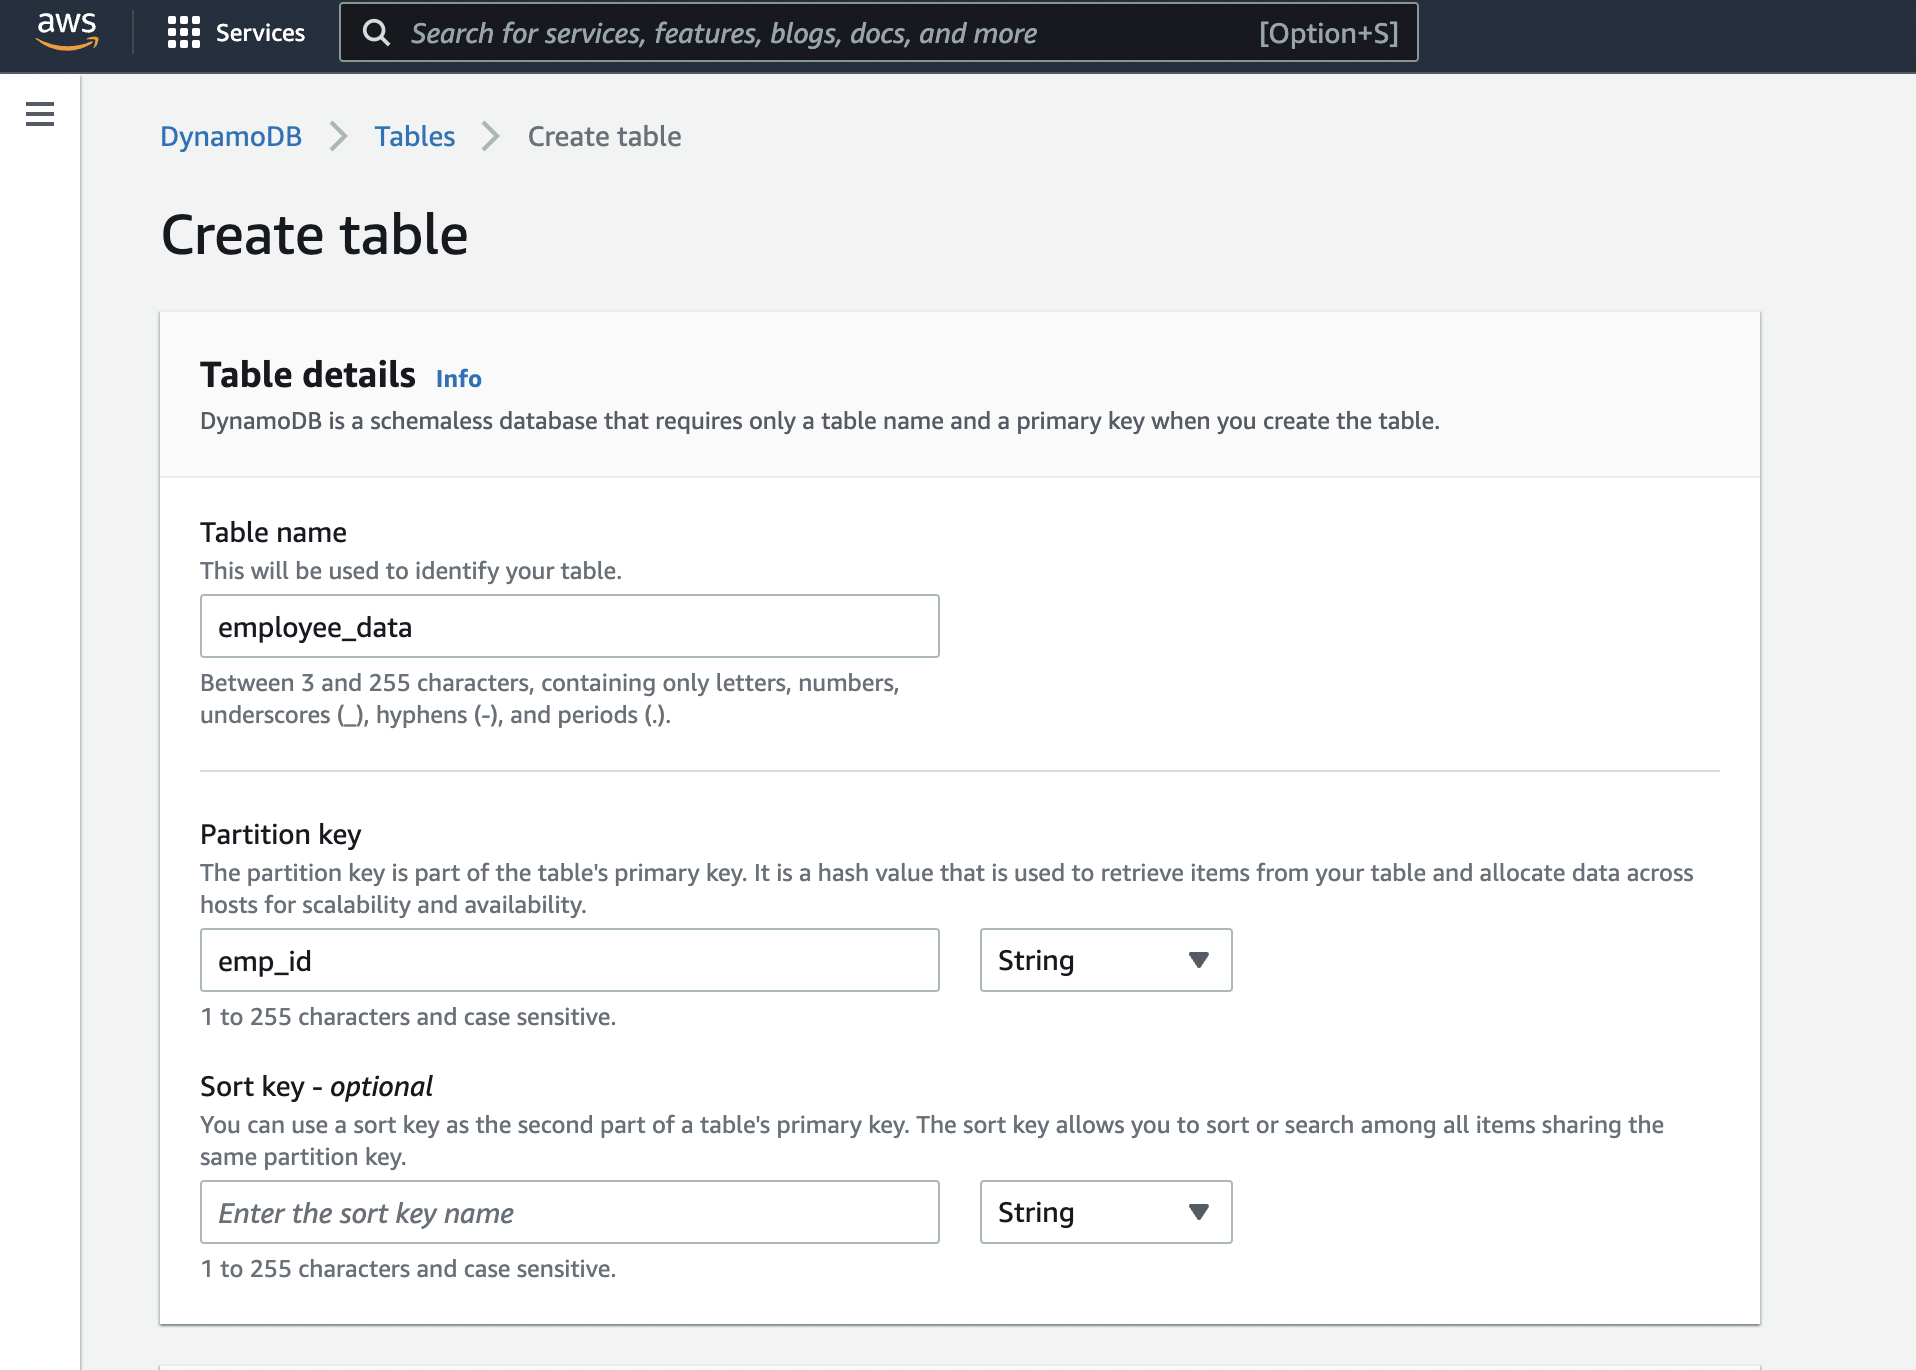 aws Services Search for services, features, blogs, docs, and more [Option+S]
DynamoDB Tables Create table
Create table
Table details Info
DynamoDB is a schemaless database that requires only a table name and a primary key when you create the table.
Table name
This will be used to identify your table.
employee_data
Between 3 and 255 characters, containing only letters, numbers,
underscores (_), hyphens (-), and periods (.).
Partition key
The partition key is part of the table's primary key. It is a hash value that is used to retrieve items from your table and allocate data across
hosts for scalability and availability.
emp_id String
1 to 255 characters and case sensitive.
Sort key - optional
You can use a sort key as the second part of a table's primary key. The sort key allows you to sort or search among all items sharing the
same partition key.
Enter the sort key name String
1 to 255 characters and case sensitive.